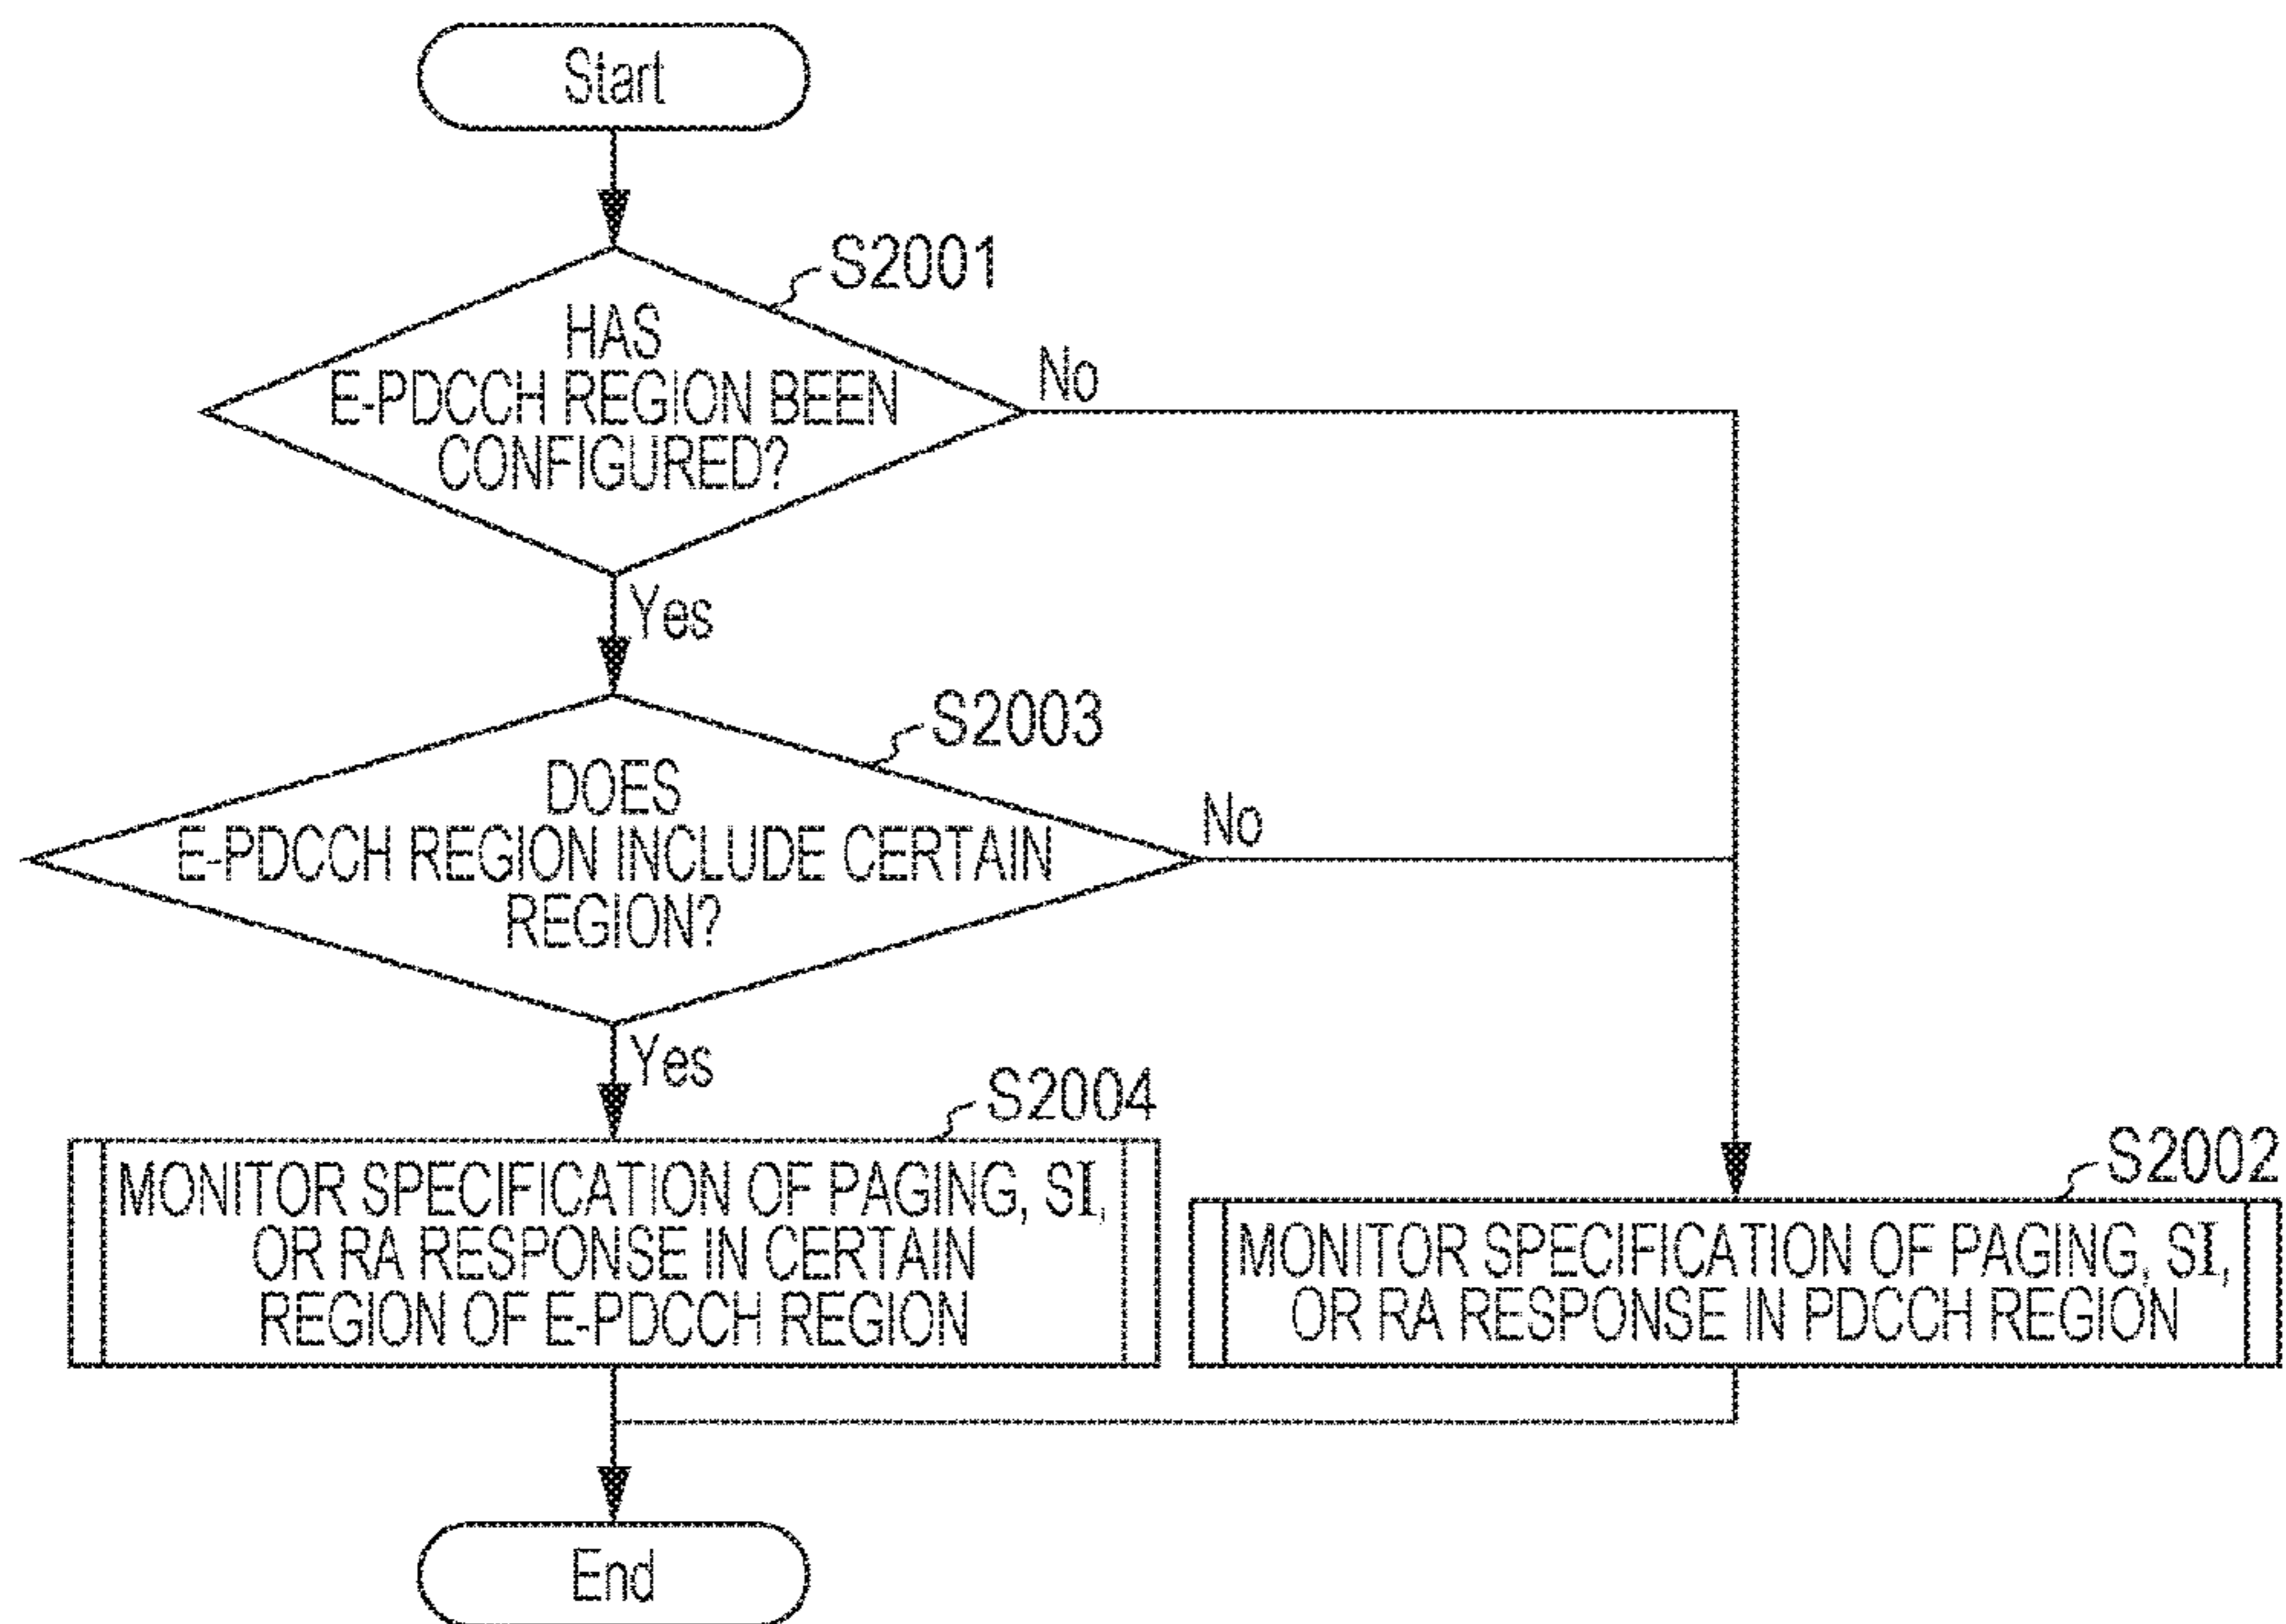 Start
S2001
HAS
E-PDCCH REGION BEEN
CONFIGURED?
No
Yes
S2003
DOES
E-PDCCH REGION INCLUDE CERTAIN
REGION?
No
Yes
S2004
MONITOR SPECIFICATION OF PAGING, SI,
OR RA RESPONSE IN CERTAIN
REGION OF E-PDCCH REGION
S2002
MONITOR SPECIFICATION OF PAGING, SI,
OR RA RESPONSE IN PDCCH REGION
End